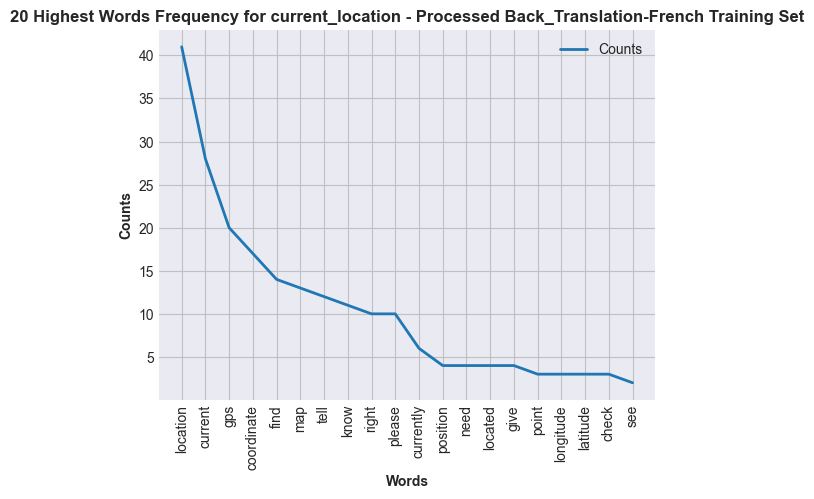 20 Highest Words Frequency for current_location - Processed Back_Translation-French Training Set
Counts
40
35
30
25
20
15
10
5
Counts
location
current
gps
coordinate
find
map
tell
know
right
please
currently
position
need
located
give
point
longitude
latitude
check
see
Words